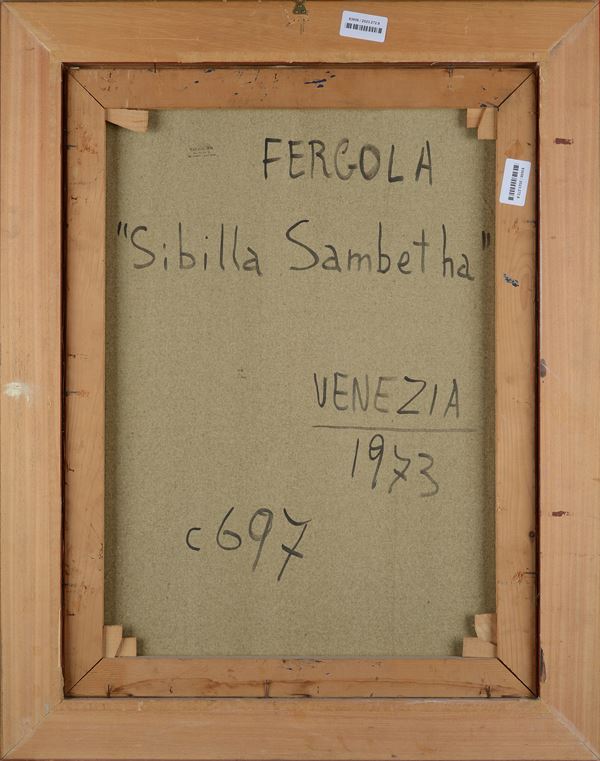 FERGOLA
"Sibilla Sambetha"
VENEZIA
1973
c697